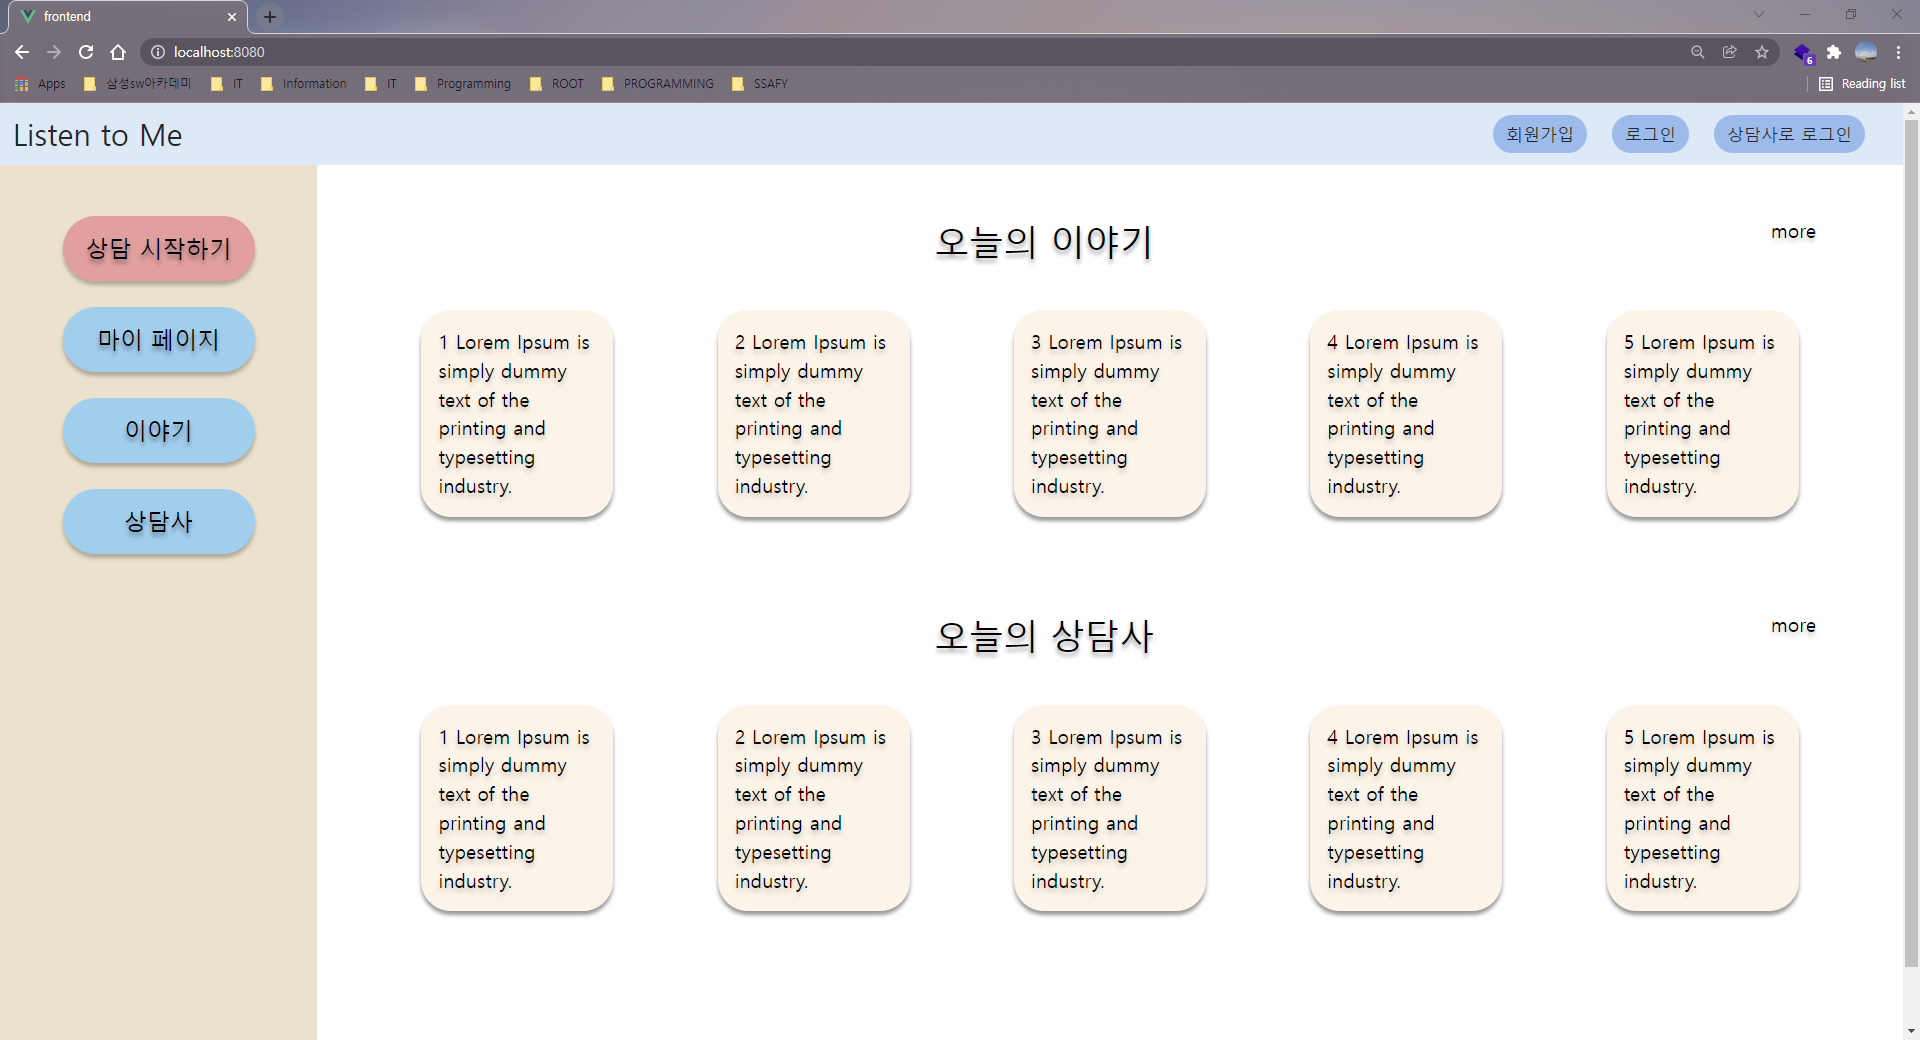 frontend
localhost:8080
Apps 삼성sw아카데미 IT Information IT Programming ROOT PROGRAMMING SSAFY Reading list
6
Listen to Me 회원가입 로그인 상담사로 로그인
상담 시작하기
마이 페이지
이야기
상담사
오늘의 이야기 more
1 Lorem Ipsum is
simply dummy
text of the
printing and
typesetting
industry.
2 Lorem Ipsum is
simply dummy
text of the
printing and
typesetting
industry.
3 Lorem Ipsum is
simply dummy
text of the
printing and
typesetting
industry.
4 Lorem Ipsum is
simply dummy
text of the
printing and
typesetting
industry.
5 Lorem Ipsum is
simply dummy
text of the
printing and
typesetting
industry.
오늘의 상담사 more
1 Lorem Ipsum is
simply dummy
text of the
printing and
typesetting
industry.
2 Lorem Ipsum is
simply dummy
text of the
printing and
typesetting
industry.
3 Lorem Ipsum is
simply dummy
text of the
printing and
typesetting
industry.
4 Lorem Ipsum is
simply dummy
text of the
printing and
typesetting
industry.
5 Lorem Ipsum is
simply dummy
text of the
printing and
typesetting
industry.